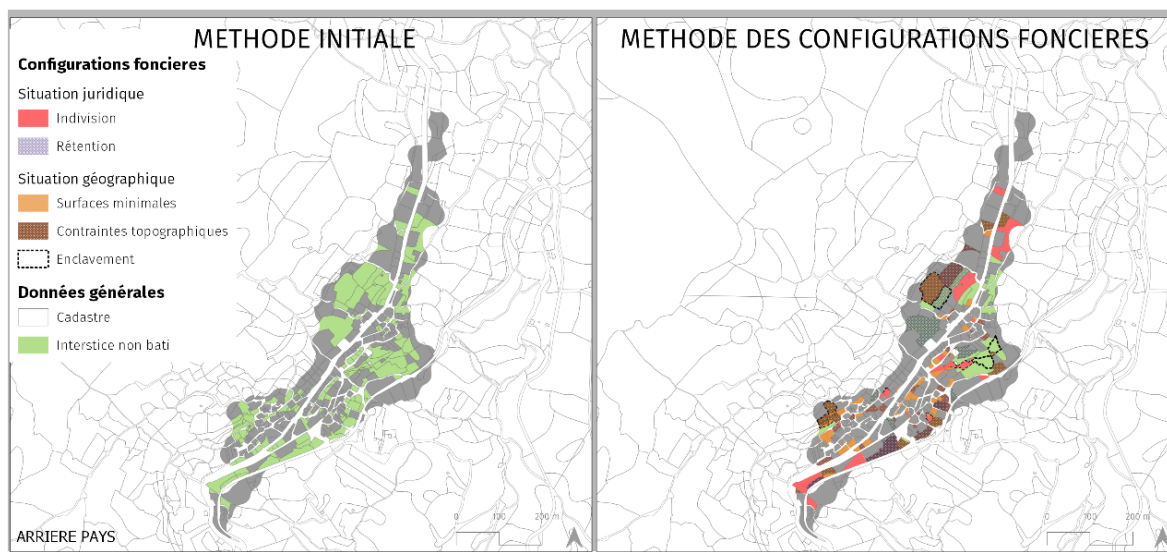 METHODE INITIALE
Configurations foncieres
Situation juridique
Indivision
Rétention
Situation géographique
Surfaces minimales
Contraintes topographiques
Enclavement
Données générales
Cadastre
Interstice non bati
0 100 200 m
ARRIERE PAYS
METHODE DES CONFIGURATIONS FONCIERES
0 100 200 m